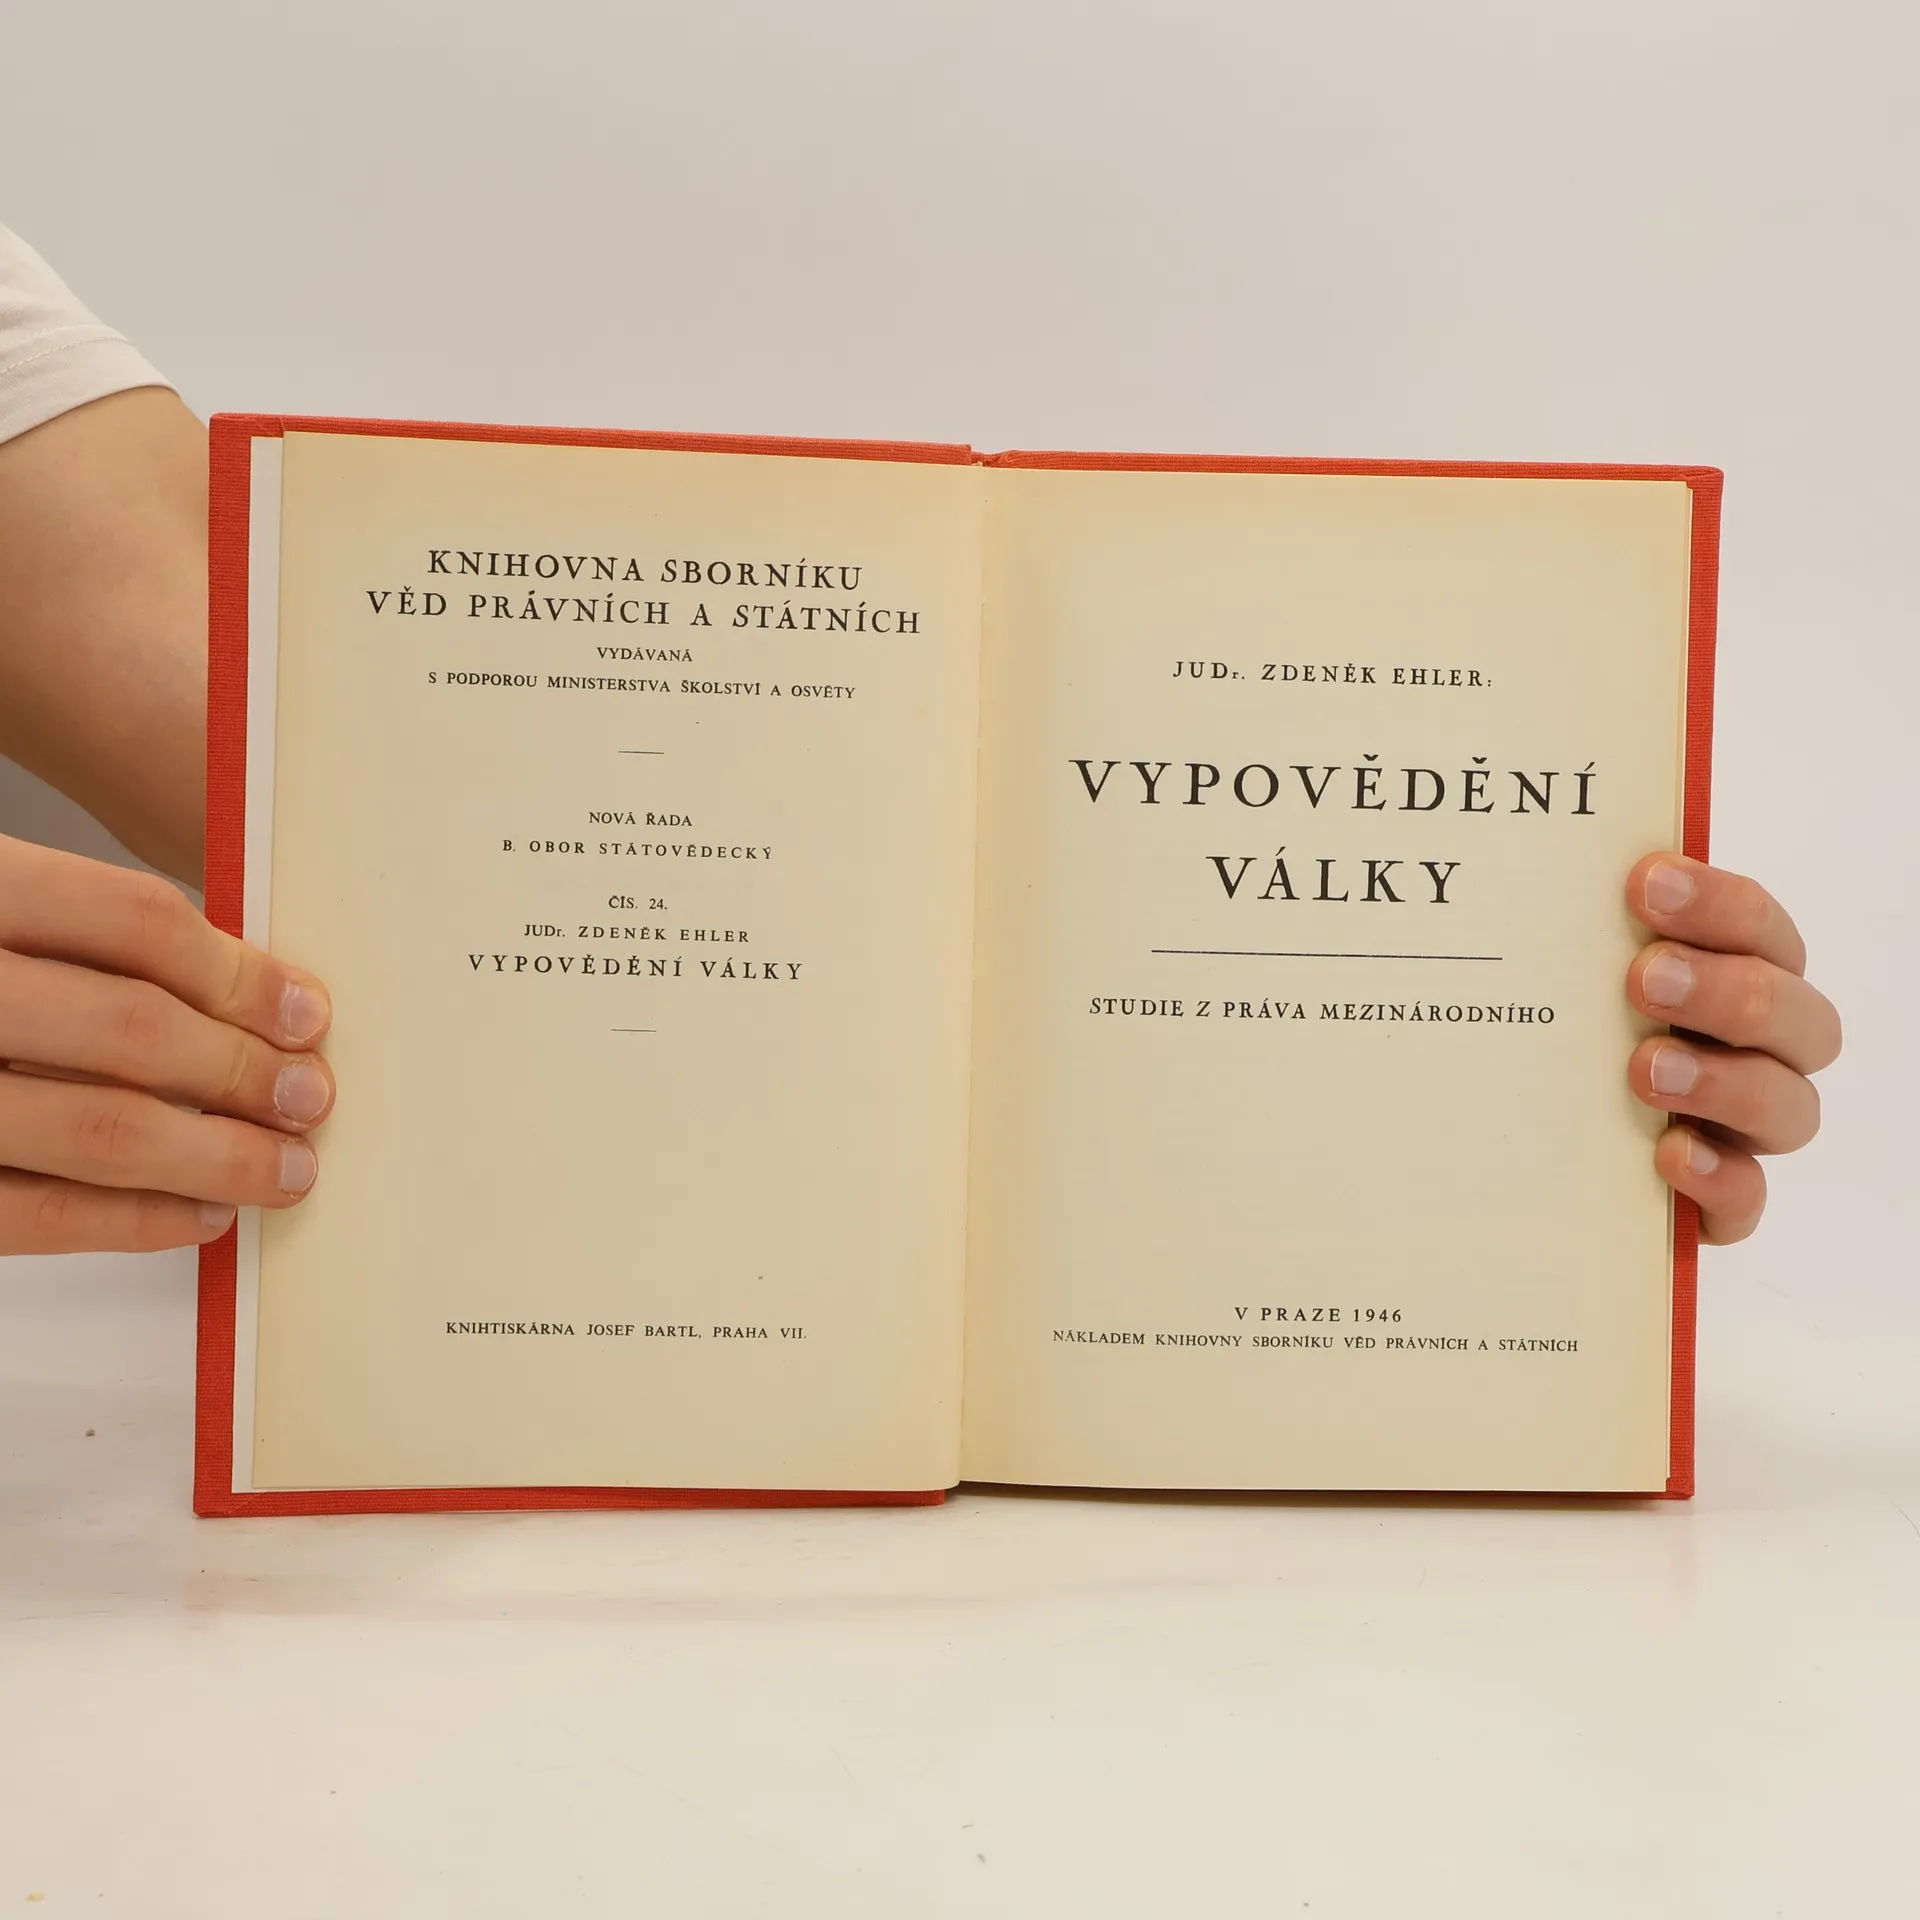 KNIHOVNA SBORNÍKU
VĚD PRÁVNÍCH A STÁTNÍCH
VYDÁVANÁ
S PODPOROU MINISTERSTVA ŠKOLSTVÍ A OSVĚTY
NOVÁ ŘADA
B. OBOR STÁTOVĚDECKÝ
ČÍS. 24.
JUDr. ZDENĚK EHLER
VYPOVĚDĚNÍ VÁLKY
KNIHTISKÁRNA JOSEF BARTL, PRAHA VII.
JUDr. ZDENĚK EHLER:
VYPOVĚDĚNÍ
VÁLKY
STUDIE Z PRÁVA MEZINÁRODNÍHO
V PRAZE 1946
NÁKLADEM KNIHOVNY SBORNÍKU VĚD PRÁVNÍCH A STÁTNÍCH